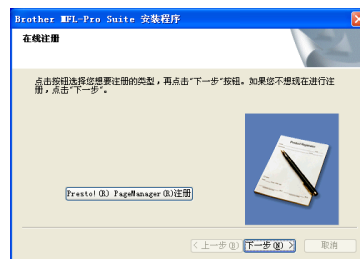 Brother MFL-Pro Suite 安装程序
在线注册
点击按钮选择您想要注册的类型，再点击“下一步”按钮。如果您不想现在进行注
册，点击“下一步”。
Presto! (R) PageManager (R)注册
< 上一步(B)
下一步(N) >
取消